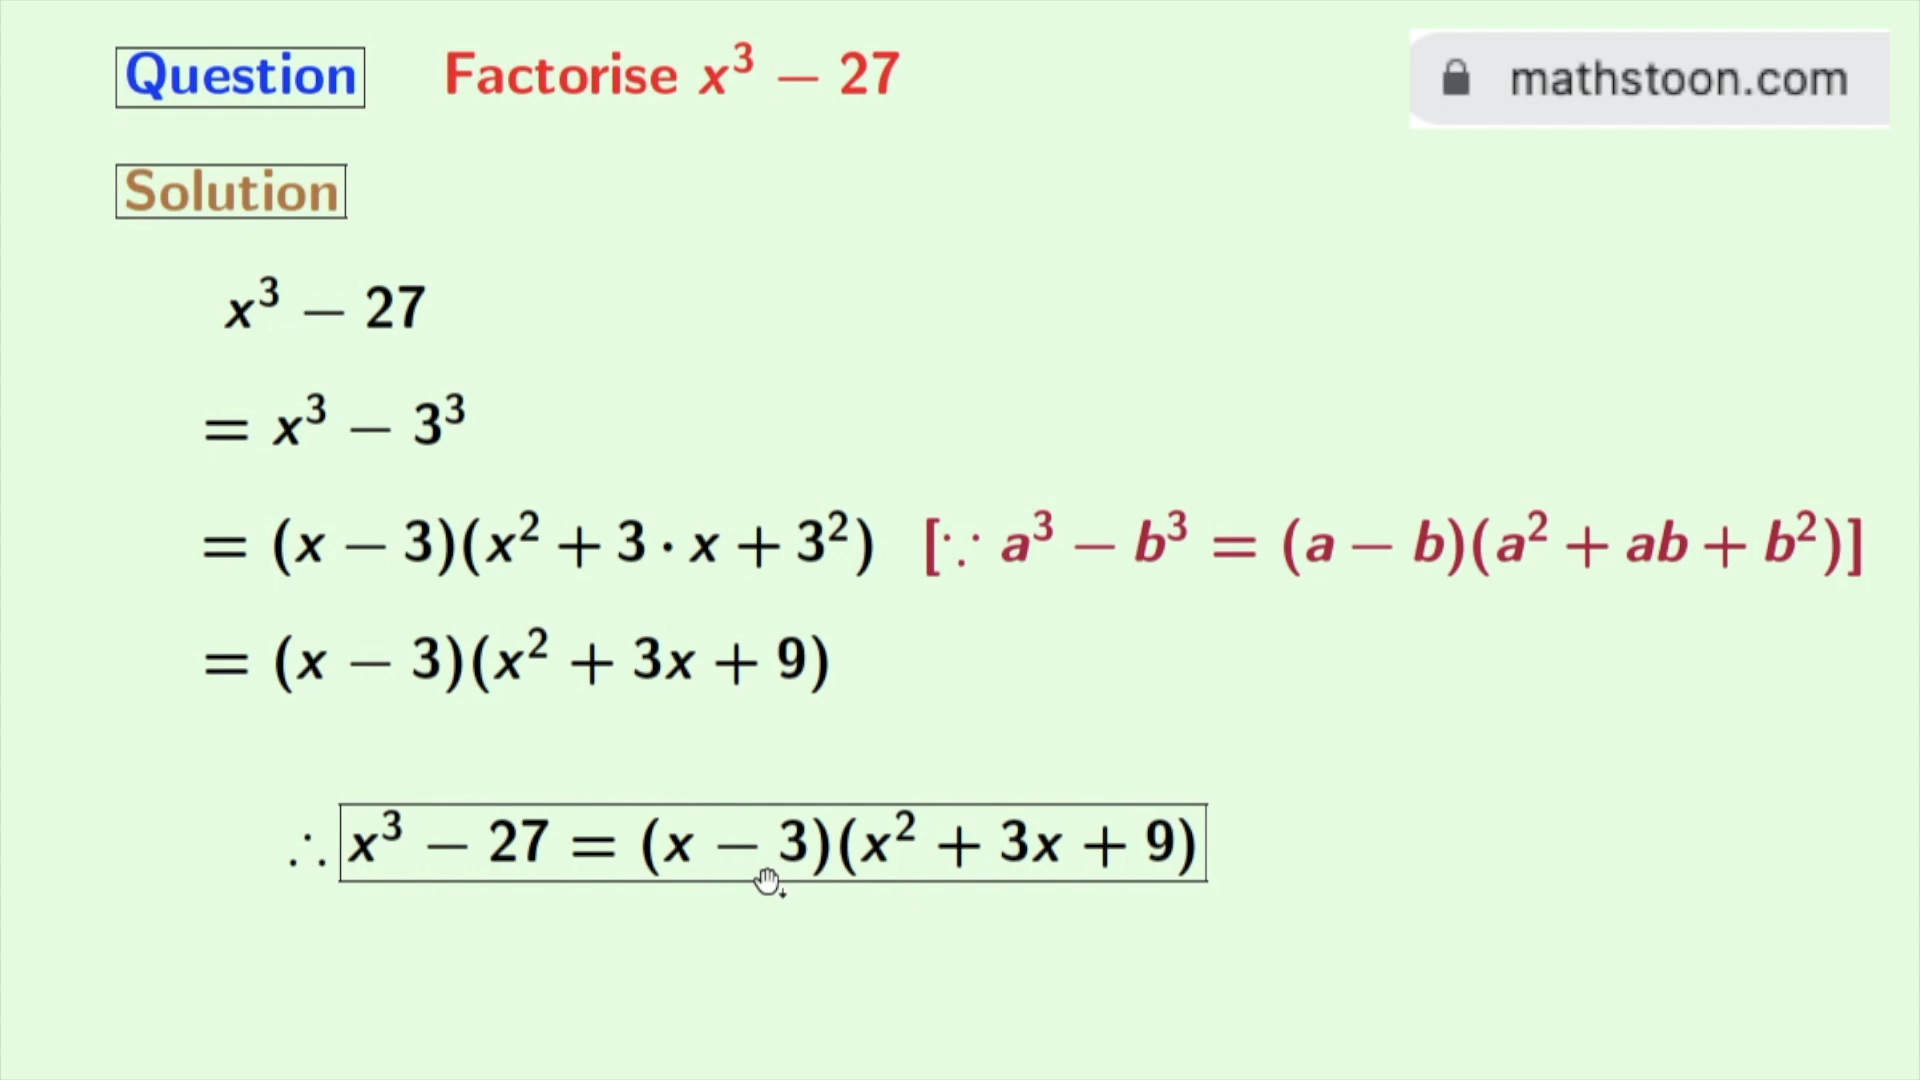 Question Factorise x³ − 27 mathstoon.com
Solution
x³ − 27
= x³ − 3³
= (x − 3)(x² + 3 · x + 3²) [∵ a³ − b³ = (a − b)(a² + ab + b²)]
= (x − 3)(x² + 3x + 9)
∴ x³ − 27 = (x − 3)(x² + 3x + 9)